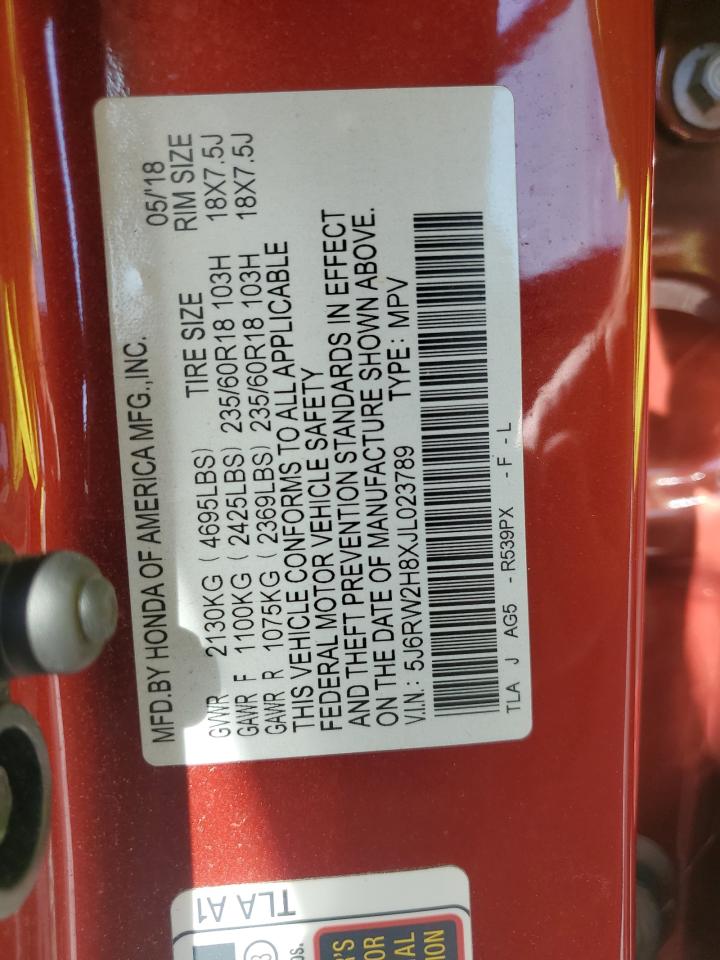 MFD.BY HONDA OF AMERICA MFG.,INC. 05/'18
GVWR 2130KG ( 4695LBS) TIRE SIZE RIM SIZE
GAWR F 1100KG ( 2425LBS) 235/60R18 103H 18X7.5J
GAWR R 1075KG ( 2369LBS) 235/60R18 103H 18X7.5J
THIS VEHICLE CONFORMS TO ALL APPLICABLE
FEDERAL MOTOR VEHICLE SAFETY
AND THEFT PREVENTION STANDARDS IN EFFECT
ON THE DATE OF MANUFACTURE SHOWN ABOVE.
V.I.N.: 5J6RW2H8XJL023789 TYPE: MPV
TLA J AG5 -R539PX -F-L
TLA A1